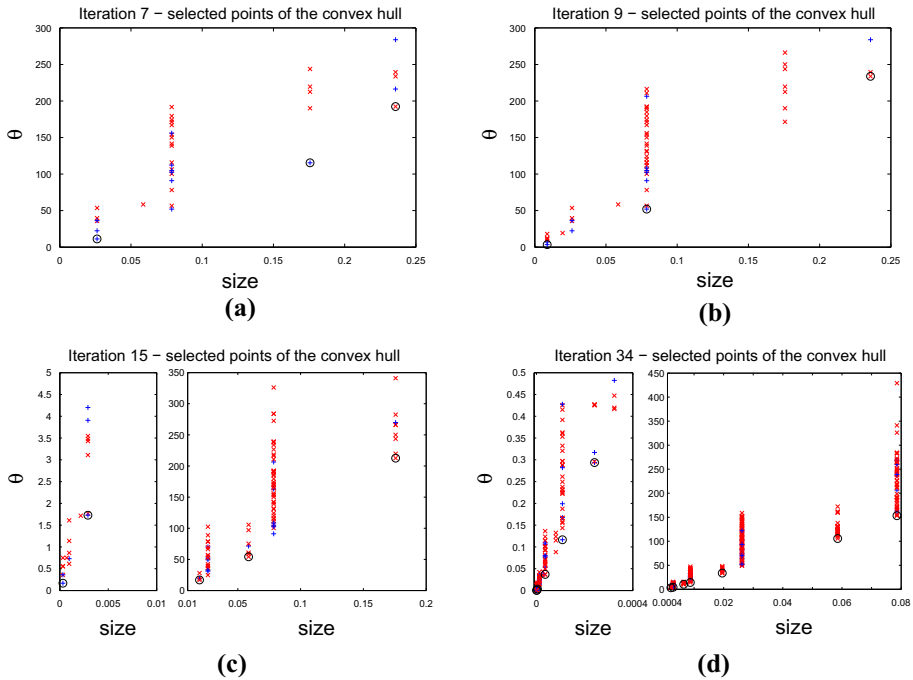 Iteration 7 − selected points of the convex hull
300
250
200
150
100
50
0
θ
0 0.05 0.1 0.15 0.2 0.25
size
(a)
Iteration 9 − selected points of the convex hull
300
250
200
150
100
50
0
θ
0 0.05 0.1 0.15 0.2 0.25
size
(b)
Iteration 15 − selected points of the convex hull
5
4.5
4
3.5
3
2.5
2
1.5
1
0.5
0
θ
0 0.005 0.01
size
350
300
250
200
150
100
50
0
0.01 0.05 0.1 0.15 0.2
size
(c)
Iteration 34 − selected points of the convex hull
0.5
0.45
0.4
0.35
0.3
0.25
0.2
0.15
0.1
0.05
0
θ
0 0.0004
size
450
400
350
300
250
200
150
100
50
0
0.0004 0.02 0.04 0.06 0.08
size
(d)